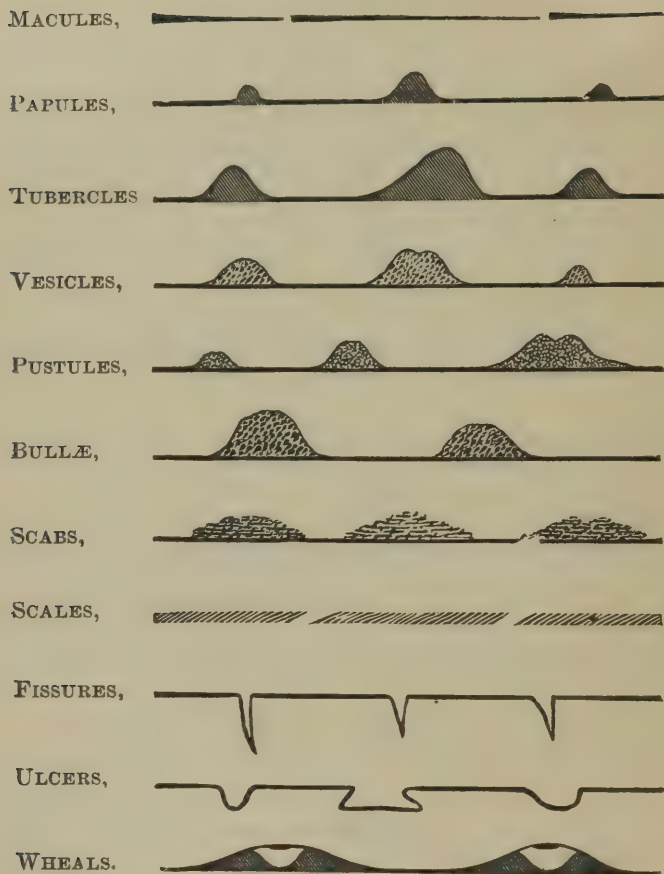 MACULES,
PAPULES,
TUBERCLES
VESICLES,
PUSTULES,
BULLÆ,
SCABS,
SCALES,
FISSURES,
ULCERS,
WHEALS.